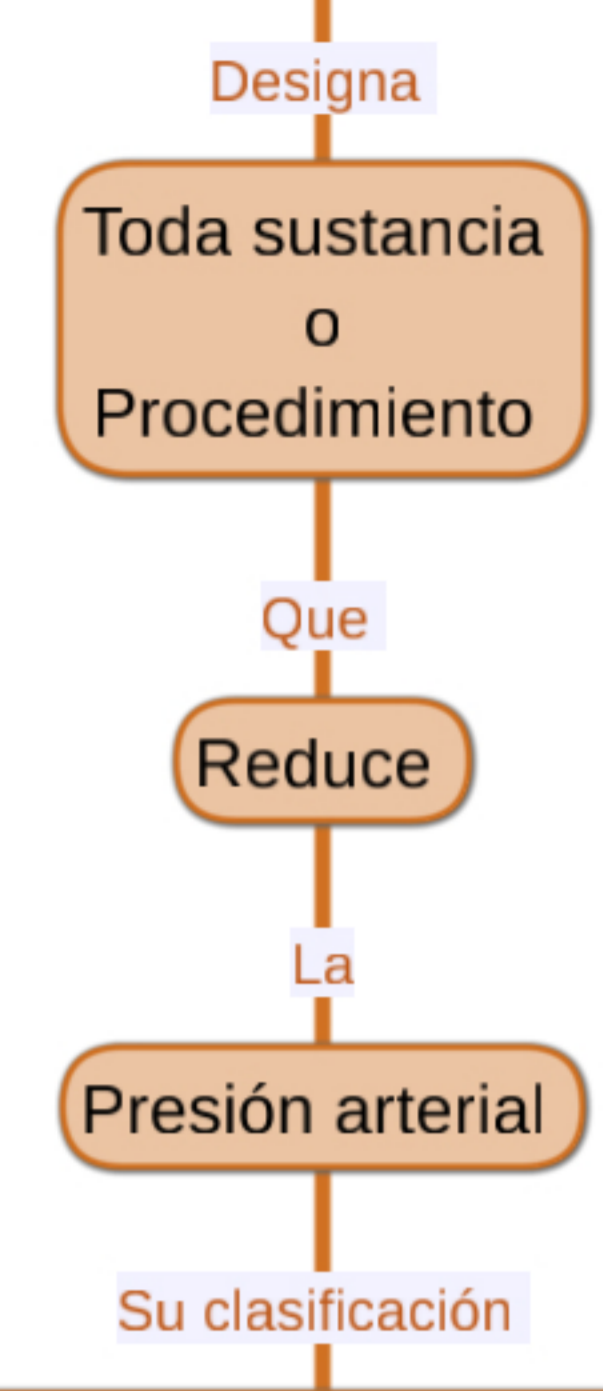 Designa
Toda sustancia
o
Procedimiento
Que
Reduce
La
Presión arterial
Su clasificación